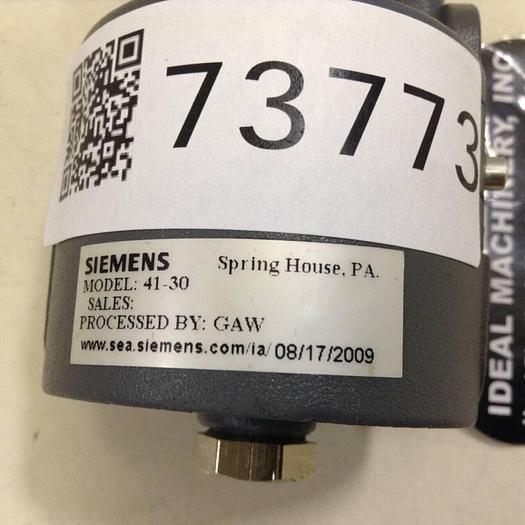 73773
SIEMENS Spring House, PA.
MODEL: 41-30
SALES:
PROCESSED BY: GAW
www.sea.siemens.com/ia/ 08/17/2009
IDEAL MACHINERY, INC